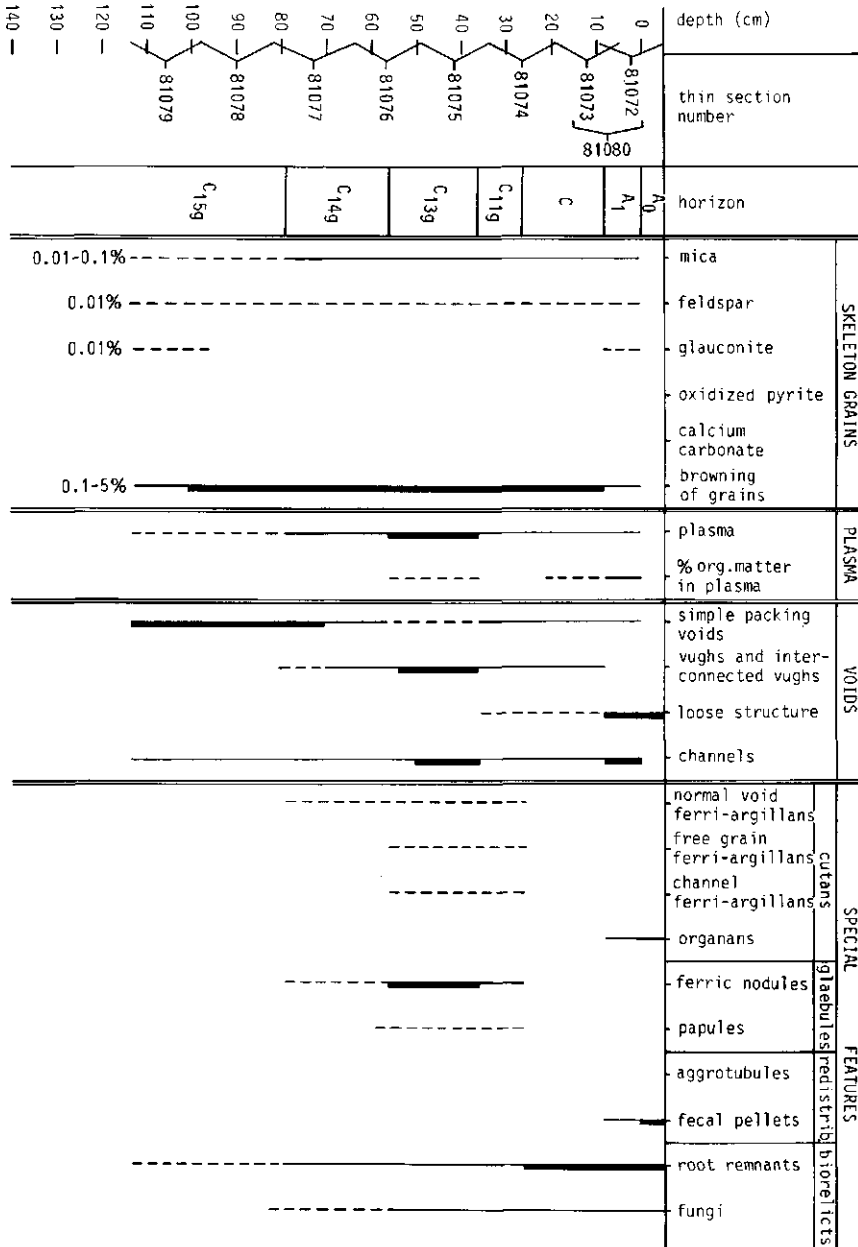 140
130
120
110
100
90
80
70
60
50
40
30
20
10
0
depth (cm)
81079
81078
81077
81076
81075
81074
81073
81072
81080
thin section
number
C15g
C14g
C13g
C11g
C
A1
A0
horizon
SKELETON GRAINS
0.01-0.1%
mica
0.01%
feldspar
0.01%
glauconite
oxidized pyrite
calcium
carbonate
0.1-5%
browning
of grains
PLASMA
plasma
% org.matter
in plasma
VOIDS
simple packing
voids
vughs and inter-
connected vughs
loose structure
channels
SPECIAL FEATURES
cutans
normal void
ferri-argillans
free grain
ferri-argillans
channel
ferri-argillans
organans
glaebules
ferric nodules
papules
redistrib
aggrotubules
fecal pellets
biorelicts
root remnants
fungi